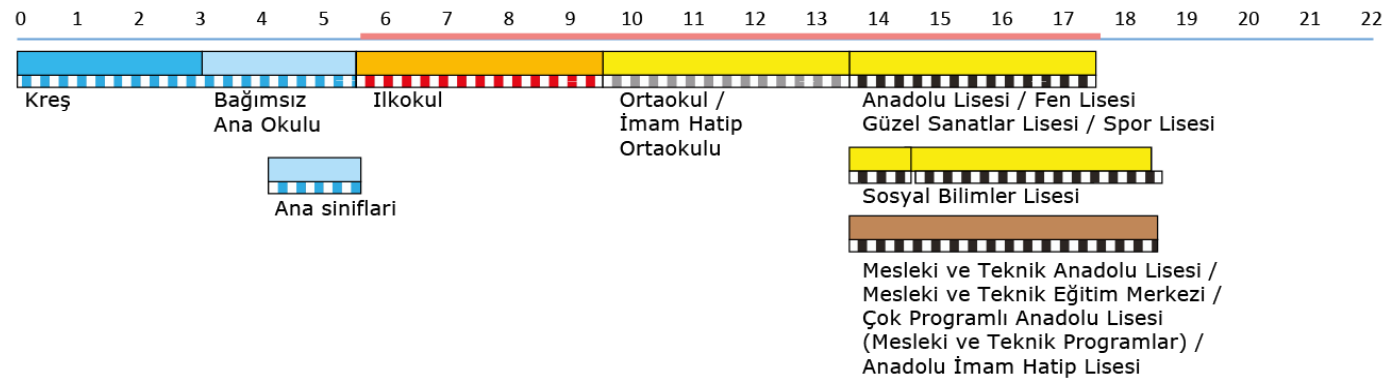 0 1 2 3 4 5 6 7 8 9 10 11 12 13 14 15 16 17 18 19 20 21 22
Kreş
Bağımsız
Ana Okulu
Ilkokul
Ortaokul /
İmam Hatip
Ortaokulu
Anadolu Lisesi / Fen Lisesi
Güzel Sanatlar Lisesi / Spor Lisesi
Ana siniflari
Sosyal Bilimler Lisesi
Mesleki ve Teknik Anadolu Lisesi /
Mesleki ve Teknik Eğitim Merkezi /
Çok Programlı Anadolu Lisesi
(Mesleki ve Teknik Programlar) /
Anadolu İmam Hatip Lisesi